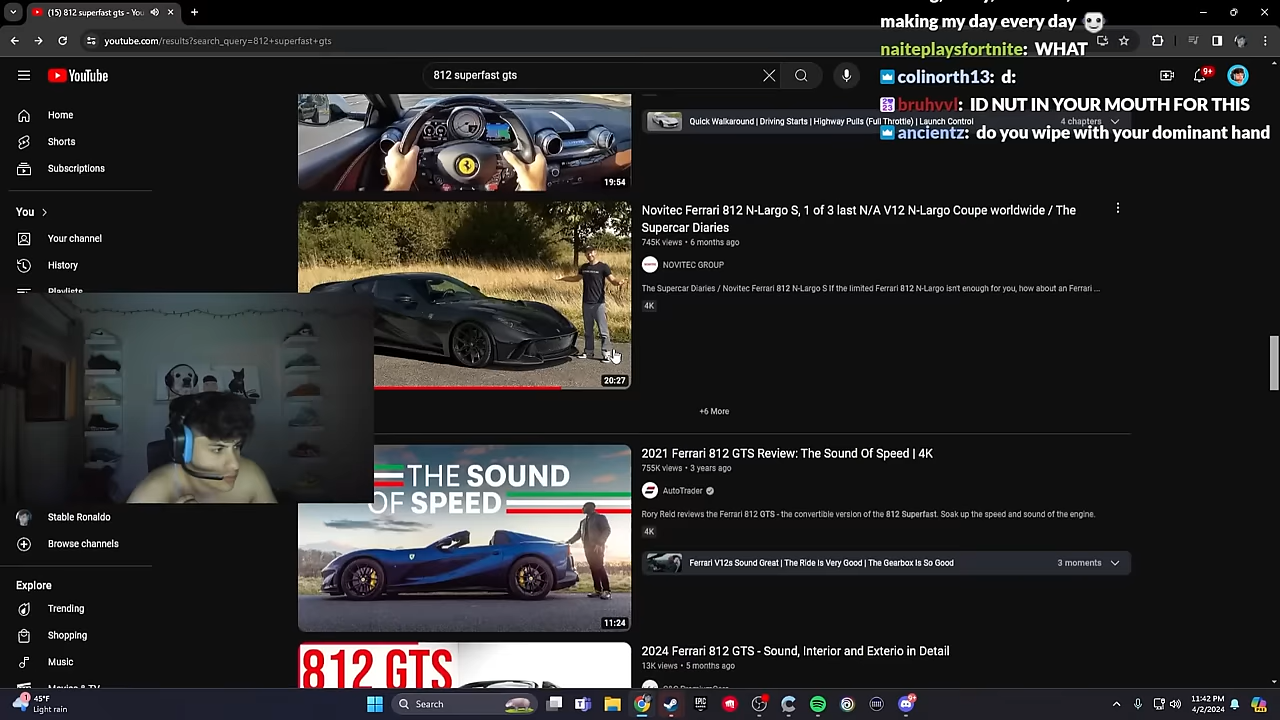 making my day every day
(15) 812 superfast gts - You
naiteplaysfortnite: WHAT
youtube.com/results?search_query=812+superfast+gts
YouTube
812 superfast gts
9+
colinorth13: d:
bruhvvl: ID NUT IN YOUR MOUTH FOR THIS
ancientz: do you wipe with your dominant hand
Home
Shorts
Subscriptions
You
Your channel
History
Playlists
Quick Walkaround | Driving Starts | Highway Pulls (Full Throttle) | Launch Control
4 chapters
19:54
Novitec Ferrari 812 N-Largo S, 1 of 3 last N/A V12 N-Largo Coupe worldwide / The
Supercar Diaries
745K views • 6 months ago
NOVITEC GROUP
The Supercar Diaries / Novitec Ferrari 812 N-Largo S If the limited Ferrari 812 N-Largo isn't enough for you, how about an Ferrari ...
4K
20:27
+6 More
THE SOUND
OF SPEED
11:24
2021 Ferrari 812 GTS Review: The Sound Of Speed | 4K
755K views • 3 years ago
AutoTrader
Rory Reid reviews the Ferrari 812 GTS - the convertible version of the 812 Superfast. Soak up the speed and sound of the engine.
4K
Ferrari V12s Sound Great | The Ride Is Very Good | The Gearbox Is So Good
3 moments
Stable Ronaldo
Browse channels
Explore
Trending
Shopping
Music
Movies & TV
812 GTS
2024 Ferrari 812 GTS - Sound, Interior and Exterio in Detail
13K views • 5 months ago
45°F
Light rain
Search
EPIC
9+
11:42 PM
4/2/2024